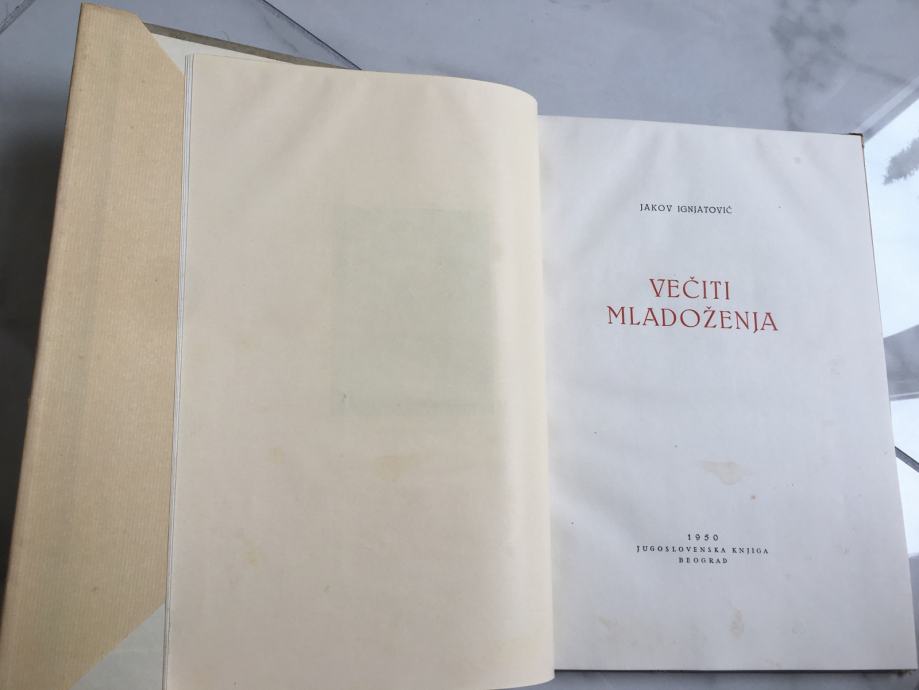 JAKOV IGNJATOVIĆ
VEČITI
MLADOŽENJA
1950
JUGOSLOVENSKA KNJIGA
BEOGRAD